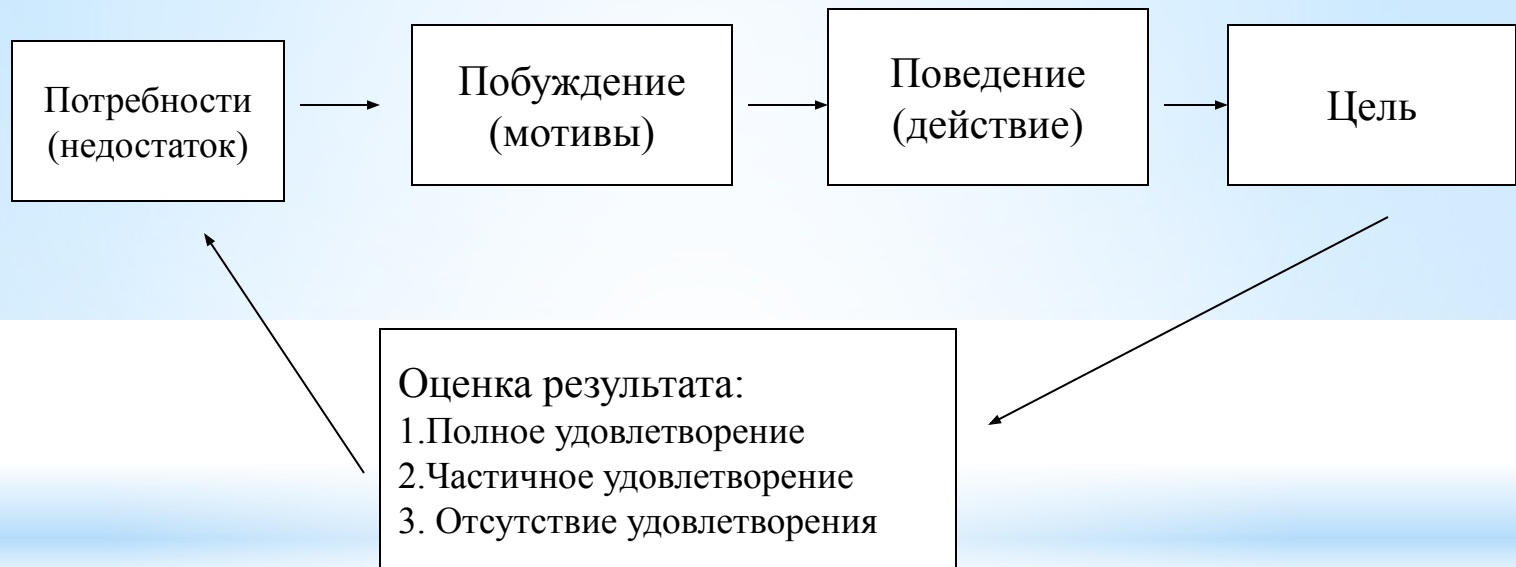 Потребности
(недостаток)
Побуждение
(мотивы)
Поведение
(действие)
Цель
Оценка результата:
1.Полное удовлетворение
2.Частичное удовлетворение
3. Отсутствие удовлетворения